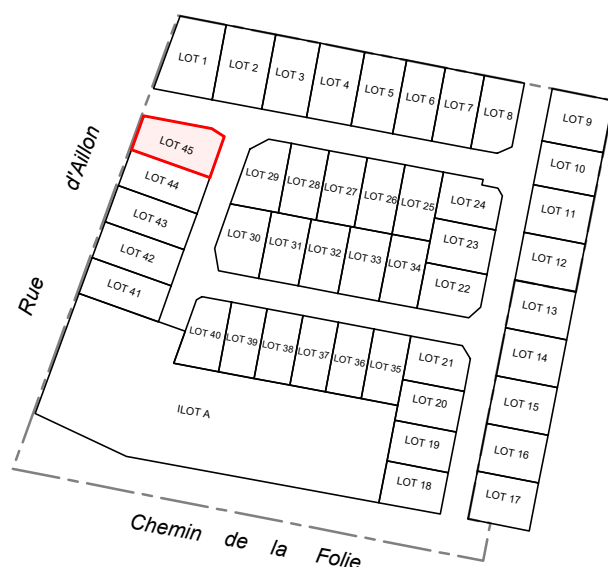 LOT 1
LOT 2
LOT 3
LOT 4
LOT 5
LOT 6
LOT 7
LOT 8
LOT 9
LOT 10
LOT 11
LOT 12
LOT 13
LOT 14
LOT 15
LOT 16
LOT 17
LOT 45
LOT 44
LOT 43
LOT 42
LOT 41
LOT 29
LOT 28
LOT 27
LOT 26
LOT 25
LOT 24
LOT 23
LOT 22
LOT 30
LOT 31
LOT 32
LOT 33
LOT 34
LOT 40
LOT 39
LOT 38
LOT 37
LOT 36
LOT 35
LOT 21
LOT 20
LOT 19
LOT 18
ILOT A
Rue d'Aillon
Chemin de la Folie